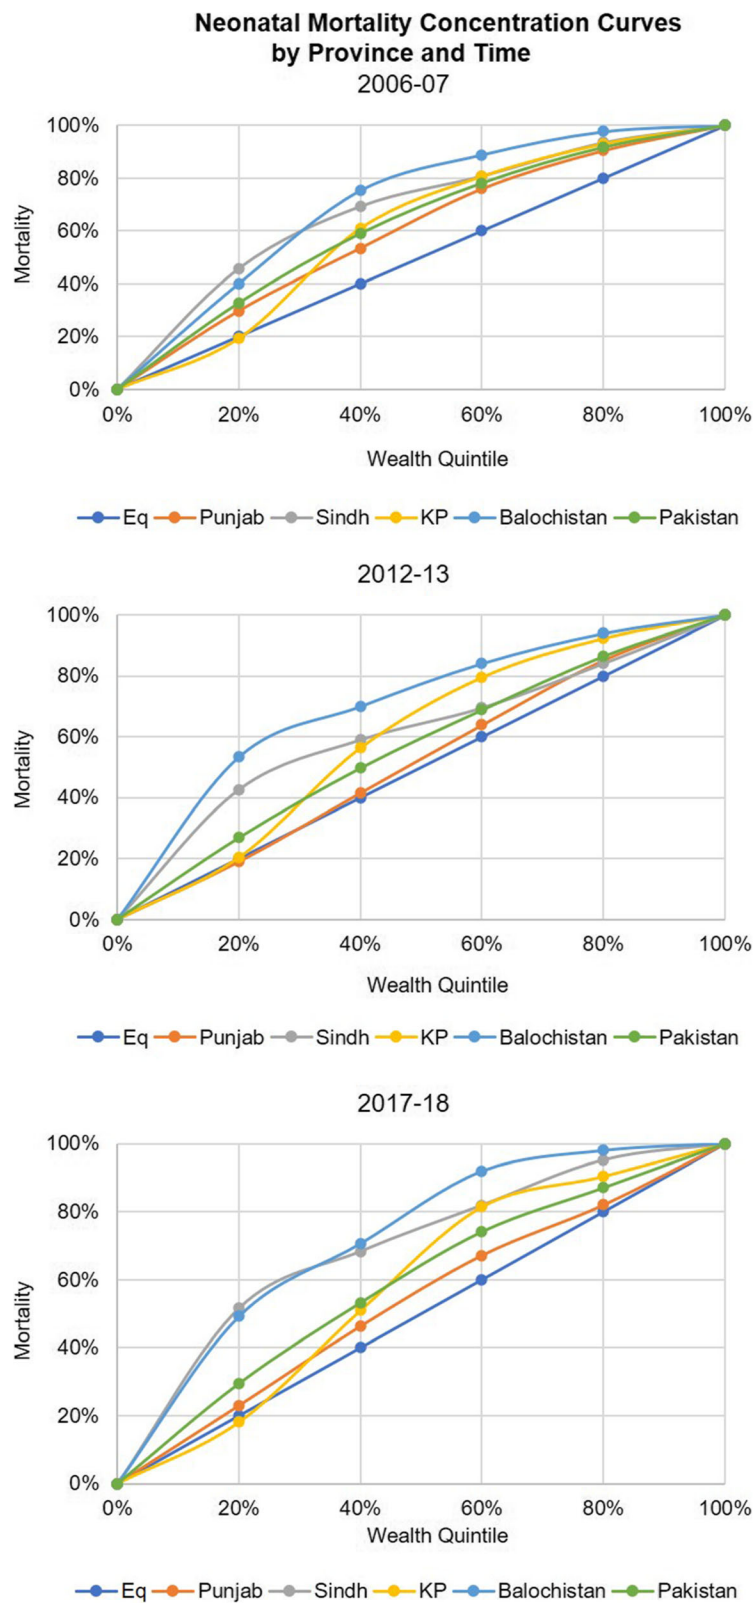 Neonatal Mortality Concentration Curves
by Province and Time
2006-07
100%
80%
60%
40%
20%
0%
Mortality
0% 20% 40% 60% 80% 100%
Wealth Quintile
Eq Punjab Sindh KP Balochistan Pakistan
2012-13
100%
80%
60%
40%
20%
0%
Mortality
0% 20% 40% 60% 80% 100%
Wealth Quintile
Eq Punjab Sindh KP Balochistan Pakistan
2017-18
100%
80%
60%
40%
20%
0%
Mortality
0% 20% 40% 60% 80% 100%
Wealth Quintile
Eq Punjab Sindh KP Balochistan Pakistan